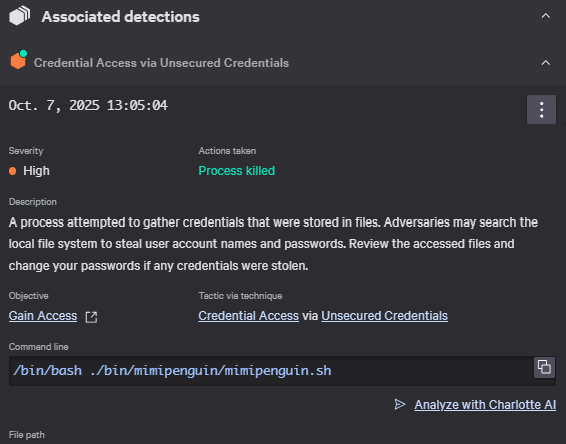 Associated detections
Credential Access via Unsecured Credentials
Oct. 7, 2025 13:05:04
Severity
Actions taken
High
Process killed
Description
A process attempted to gather credentials that were stored in files. Adversaries may search the
local file system to steal user account names and passwords. Review the accessed files and
change your passwords if any credentials were stolen.
Objective
Tactic via technique
Gain Access
Credential Access via Unsecured Credentials
Command line
/bin/bash ./bin/mimipenguin/mimipenguin.sh
Analyze with Charlotte AI
File path